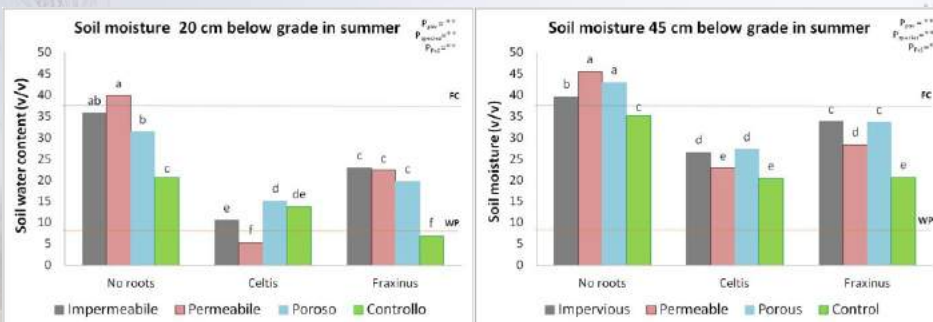 Soil moisture 20 cm below grade in summer
Soil water content (v/v)
50
45
40
35
30
25
20
15
10
5
0
FC
WP
ab a b c
e f d de
c c c f
No roots Celtis Fraxinus
Impermeabile Permeabile Poroso Controllo
Soil moisture 45 cm below grade in summer
Soil moisture (v/v)
50
45
40
35
30
25
20
15
10
5
0
FC
WP
b a a c
d e d e
c d c e
No roots Celtis Fraxinus
Impervious Permeable Porous Control